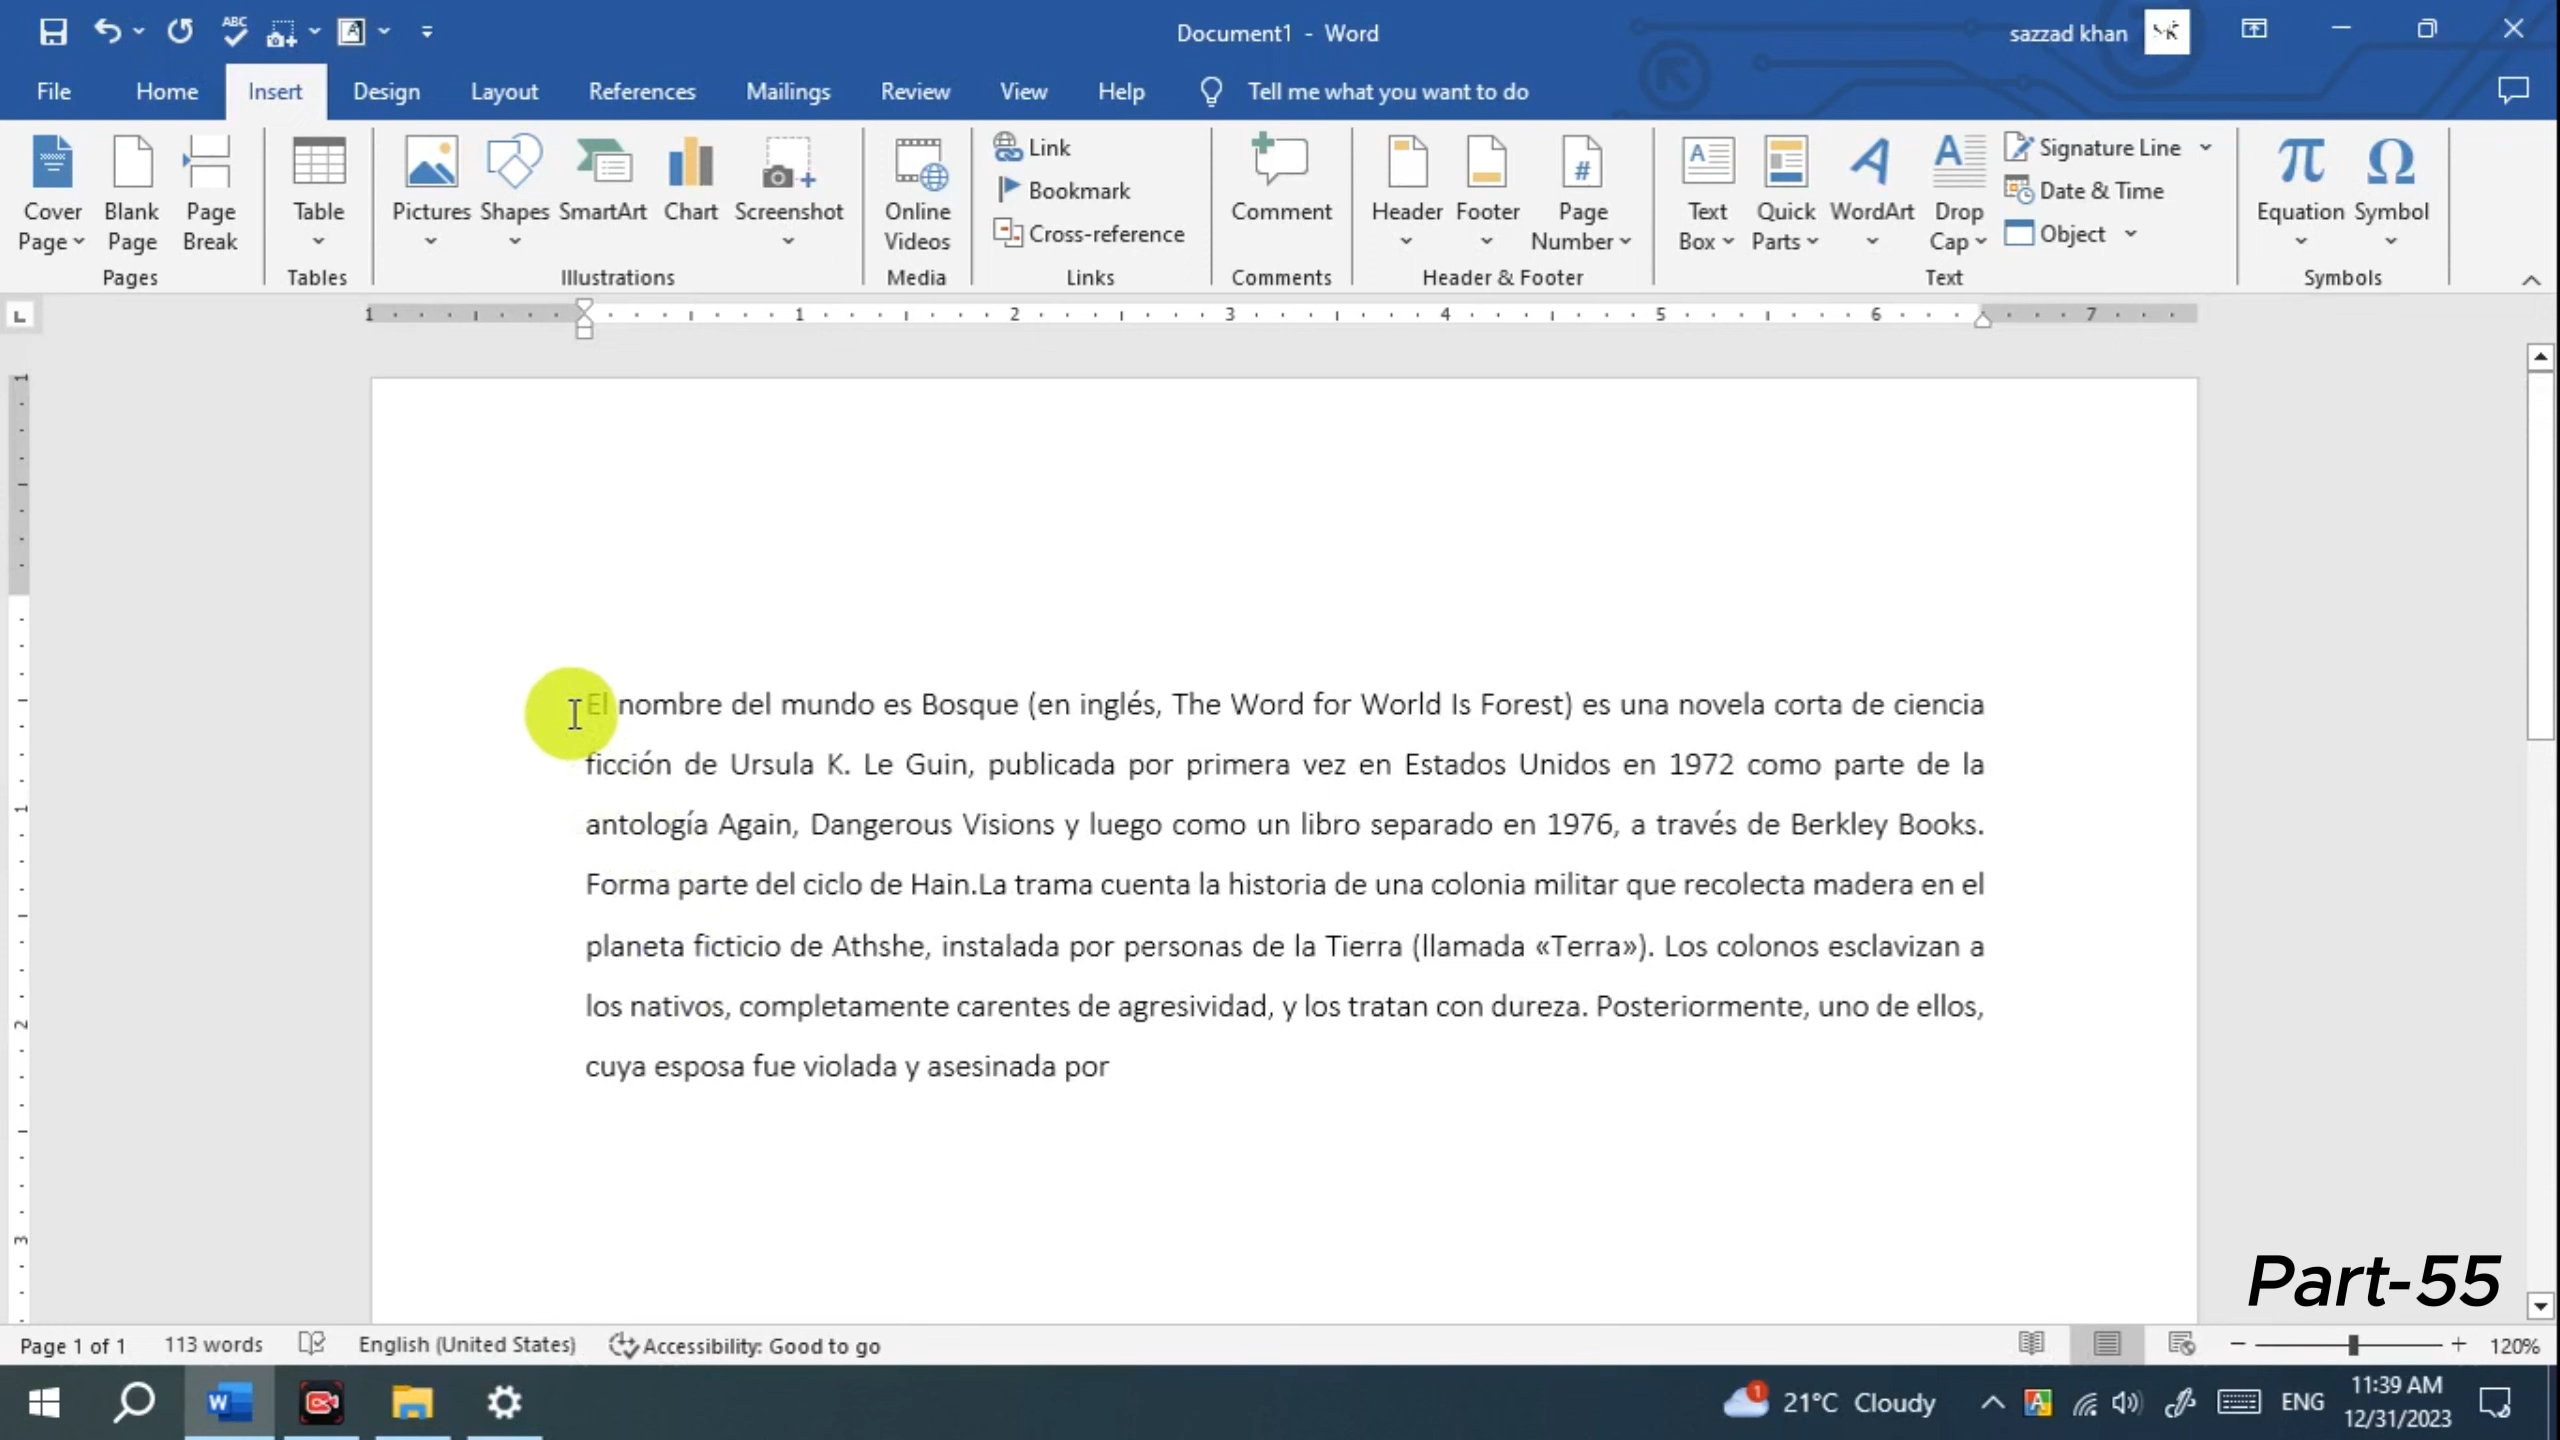 ABC
Document1 - Word
sazzad khan
File Home Insert Design Layout References Mailings Review View Help Tell me what you want to do
Cover Page
Blank Page
Page Break
Pages
Table
Tables
Pictures
Shapes
SmartArt
Chart
Screenshot
Illustrations
Online Videos
Media
Link
Bookmark
Cross-reference
Links
Comment
Comments
Header
Footer
Page Number
Header & Footer
Text Box
Quick Parts
WordArt
Drop Cap
Signature Line
Date & Time
Object
Text
Equation
Symbol
Symbols
1 1 2 3 4 5 6 7
El nombre del mundo es Bosque (en inglés, The Word for World Is Forest) es una novela corta de ciencia
ficción de Ursula K. Le Guin, publicada por primera vez en Estados Unidos en 1972 como parte de la
antología Again, Dangerous Visions y luego como un libro separado en 1976, a través de Berkley Books.
Forma parte del ciclo de Hain.La trama cuenta la historia de una colonia militar que recolecta madera en el
planeta ficticio de Athshe, instalada por personas de la Tierra (llamada «Terra»). Los colonos esclavizan a
los nativos, completamente carentes de agresividad, y los tratan con dureza. Posteriormente, uno de ellos,
cuya esposa fue violada y asesinada por
Part-55
Page 1 of 1 113 words English (United States) Accessibility: Good to go 120%
1 21°C Cloudy ENG 11:39 AM
12/31/2023